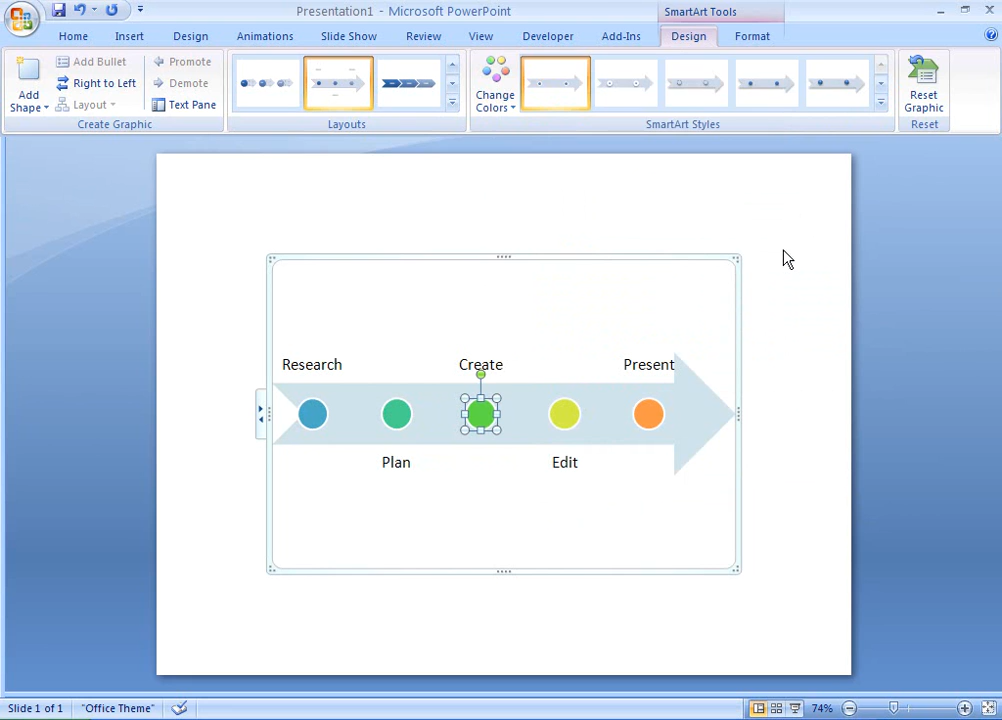 Presentation1 - Microsoft PowerPoint
SmartArt Tools
Home Insert Design Animations Slide Show Review View Developer Add-Ins Design Format
Add Shape
Add Bullet
Right to Left
Layout
Promote
Demote
Text Pane
Create Graphic
Layouts
Change Colors
SmartArt Styles
Reset Graphic
Reset
Research Create Present
Plan Edit
Slide 1 of 1 "Office Theme" 74%